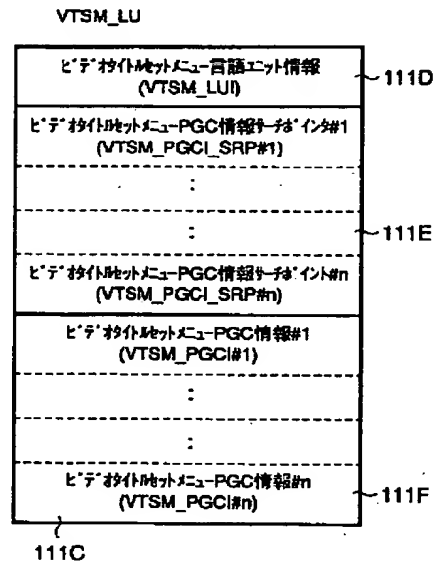 VTSM_LU
ビデオタイトルセットメニュー言語ユニット情報
(VTSM_LUI)
111D
ビデオタイトルセットメニューPGC情報サーチポインタ#1
(VTSM_PGCI_SRP#1)
:
:
111E
ビデオタイトルセットメニューPGC情報サーチポイント#n
(VTSM_PGCI_SRP#n)
ビデオタイトルセットメニューPGC情報#1
(VTSM_PGCI#1)
:
:
ビデオタイトルセットメニューPGC情報#n
(VTSM_PGCI#n)
111F
111C